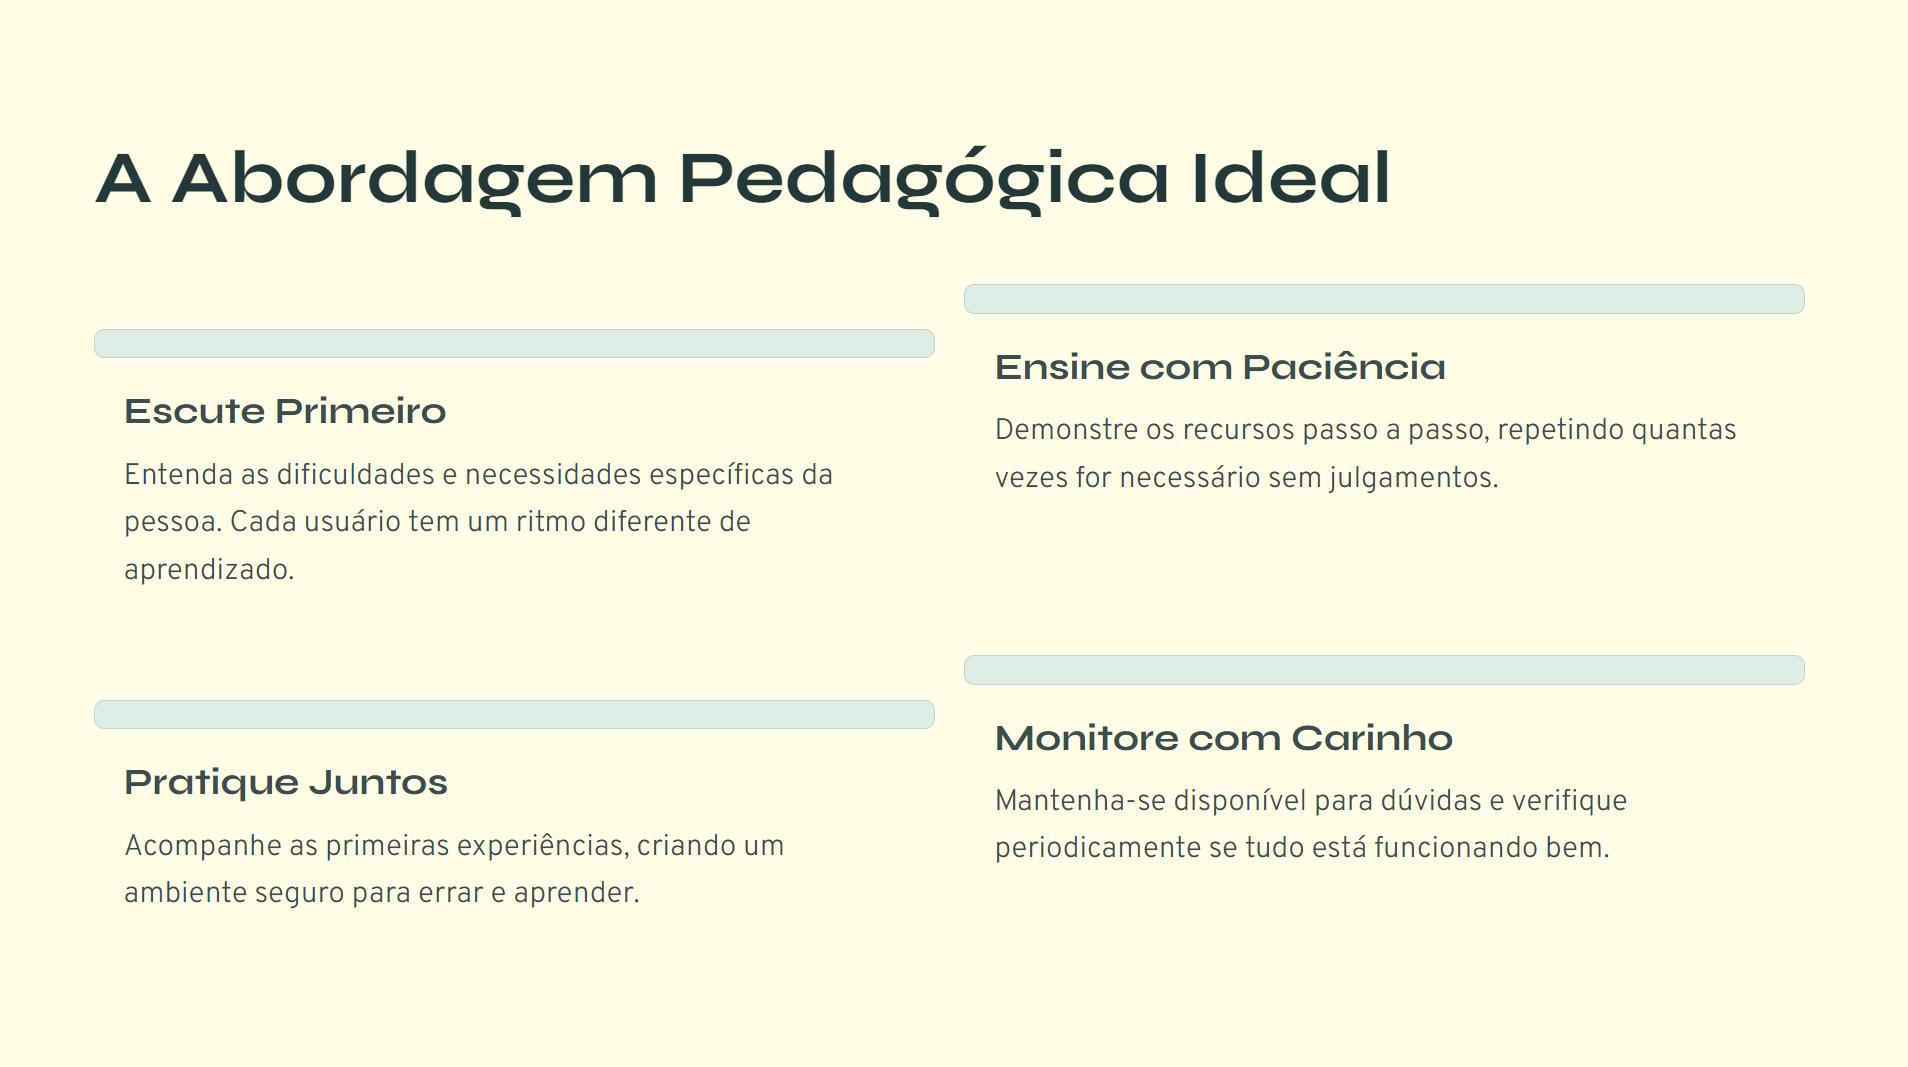 A Abordagem Pedagógica Ideal
Escute Primeiro
Entenda as dificuldades e necessidades específicas da
pessoa. Cada usuário tem um ritmo diferente de
aprendizado.
Ensine com Paciência
Demonstre os recursos passo a passo, repetindo quantas
vezes for necessário sem julgamentos.
Pratique Juntos
Acompanhe as primeiras experiências, criando um
ambiente seguro para errar e aprender.
Monitore com Carinho
Mantenha-se disponível para dúvidas e verifique
periodicamente se tudo está funcionando bem.